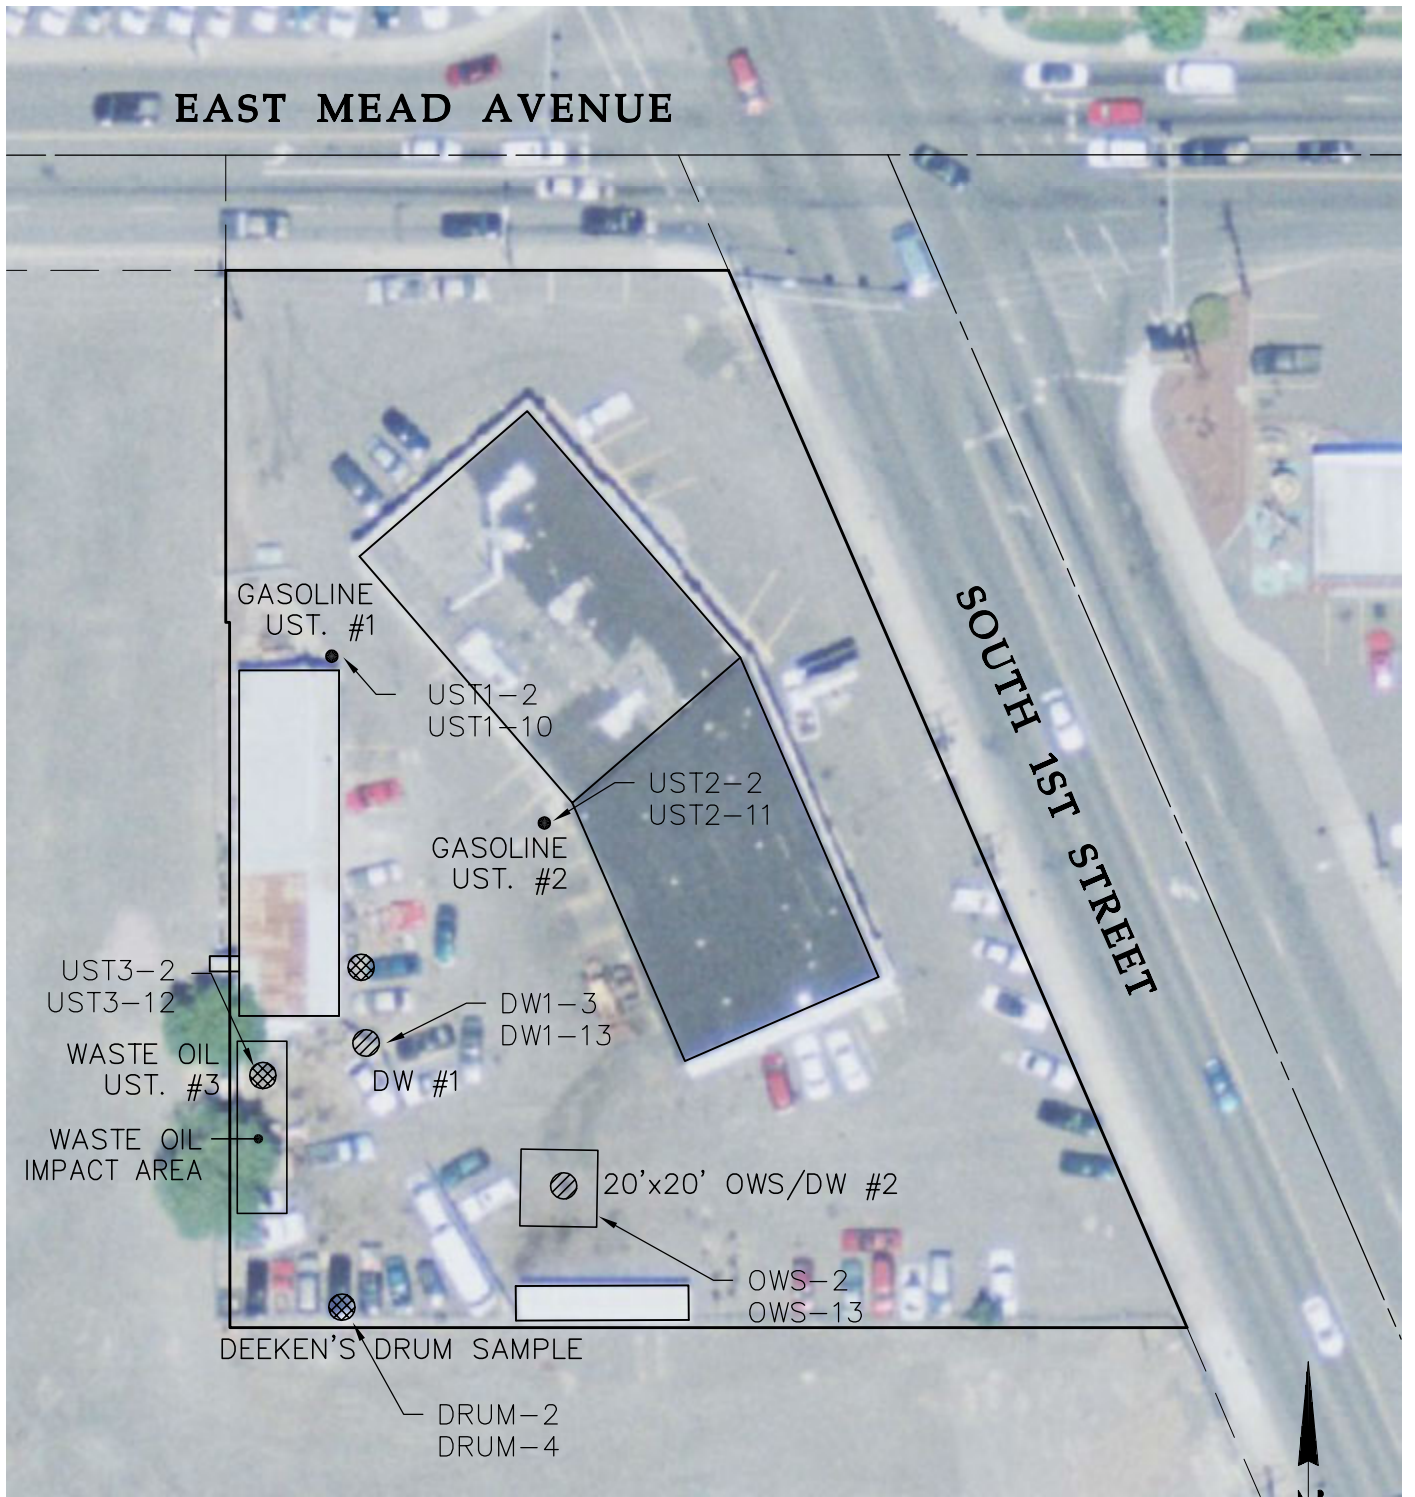 EAST MEAD AVENUE
SOUTH 1ST STREET
GASOLINE
UST. #1
UST1-2
UST1-10
UST2-2
UST2-11
GASOLINE
UST. #2
UST3-2
UST3-12
DW1-3
DW1-13
WASTE OIL
UST. #3
DW #1
WASTE OIL
IMPACT AREA
20'x20' OWS/DW #2
OWS-2
OWS-13
DEEKEN'S DRUM SAMPLE
DRUM-2
DRUM-4